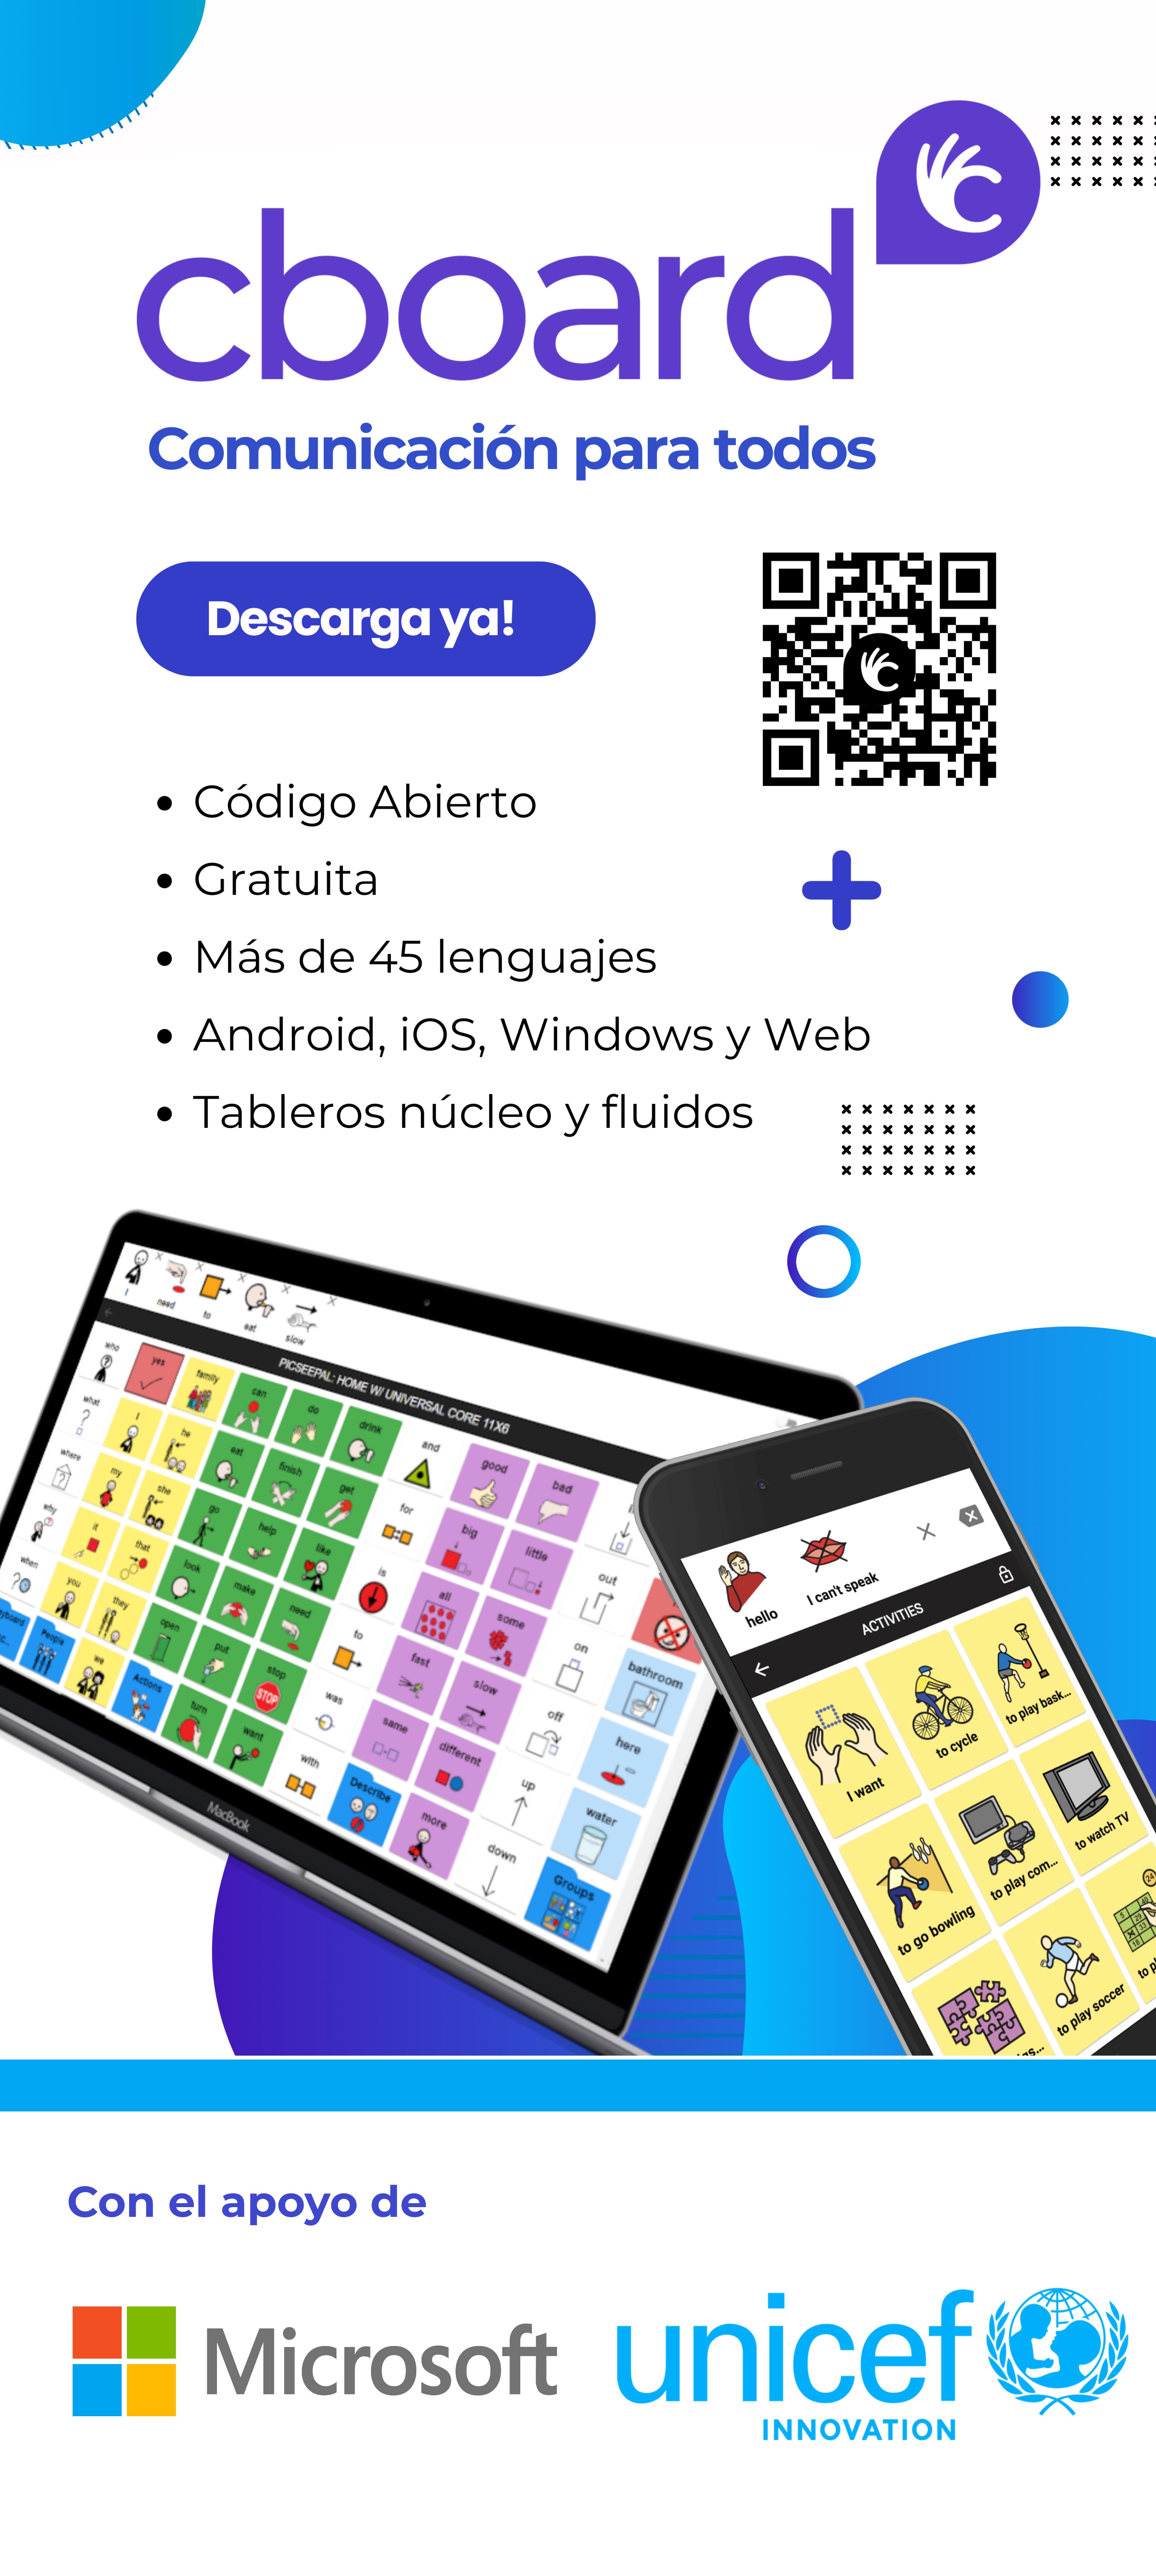 cboard
Comunicación para todos
Descarga ya!
Código Abierto
Gratuita
Más de 45 lenguajes
Android, iOS, Windows y Web
Tableros núcleo y fluidos
I need to eat slow
PICSEEPAL: HOME W/ UNIVERSAL CORE 11X6
who yes family can do drink and good bad
what I he eat finish get for big little out
where my she go help like is all some on bathroom
why it that look make need to fast slow off here
when you they open put stop was same different up water
People we Actions turn want with Describe more down Groups
MacBook
hello I can't speak
ACTIVITIES
I want to cycle to play bask...
to go bowling to play com... to watch TV
to play soccer
Con el apoyo de
Microsoft
unicef
INNOVATION